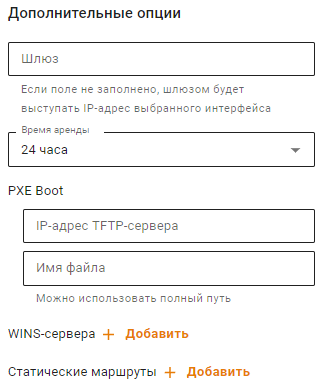 Дополнительные опции
Шлюз
Если поле не заполнено, шлюзом будет
выступать IP-адрес выбранного интерфейса
Время аренды
24 часа
PXE Boot
IP-адрес TFTP-сервера
Имя файла
Можно использовать полный путь
WINS-сервера + Добавить
Статические маршруты + Добавить